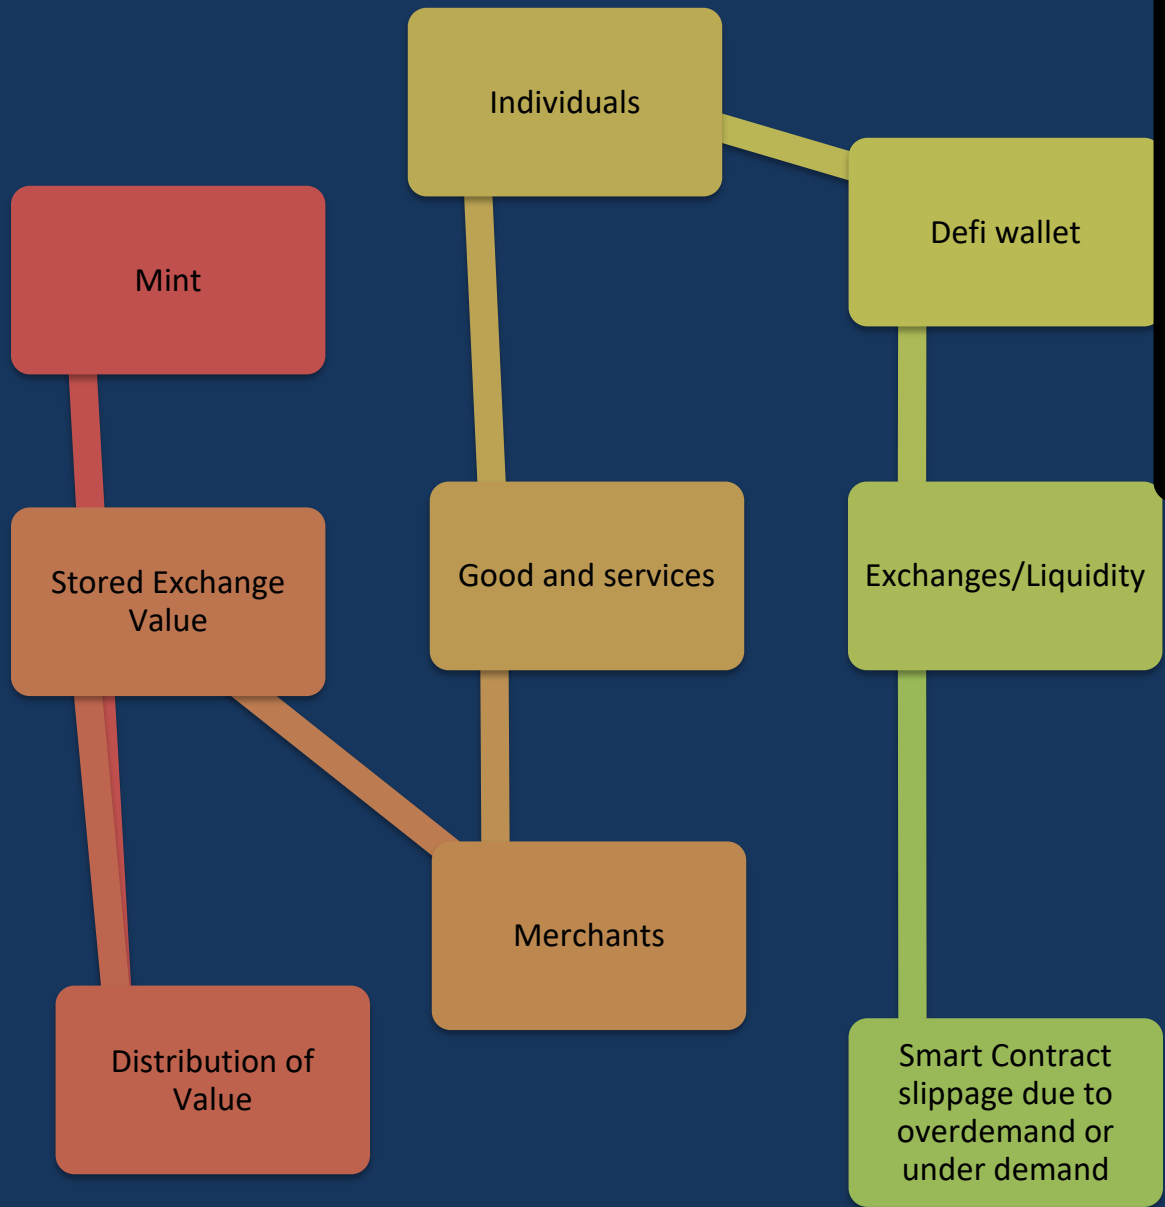 Individuals
Defi wallet
Mint
Stored Exchange
Value
Good and services
Exchanges/Liquidity
Merchants
Distribution of
Value
Smart Contract
slippage due to
overdemand or
under demand